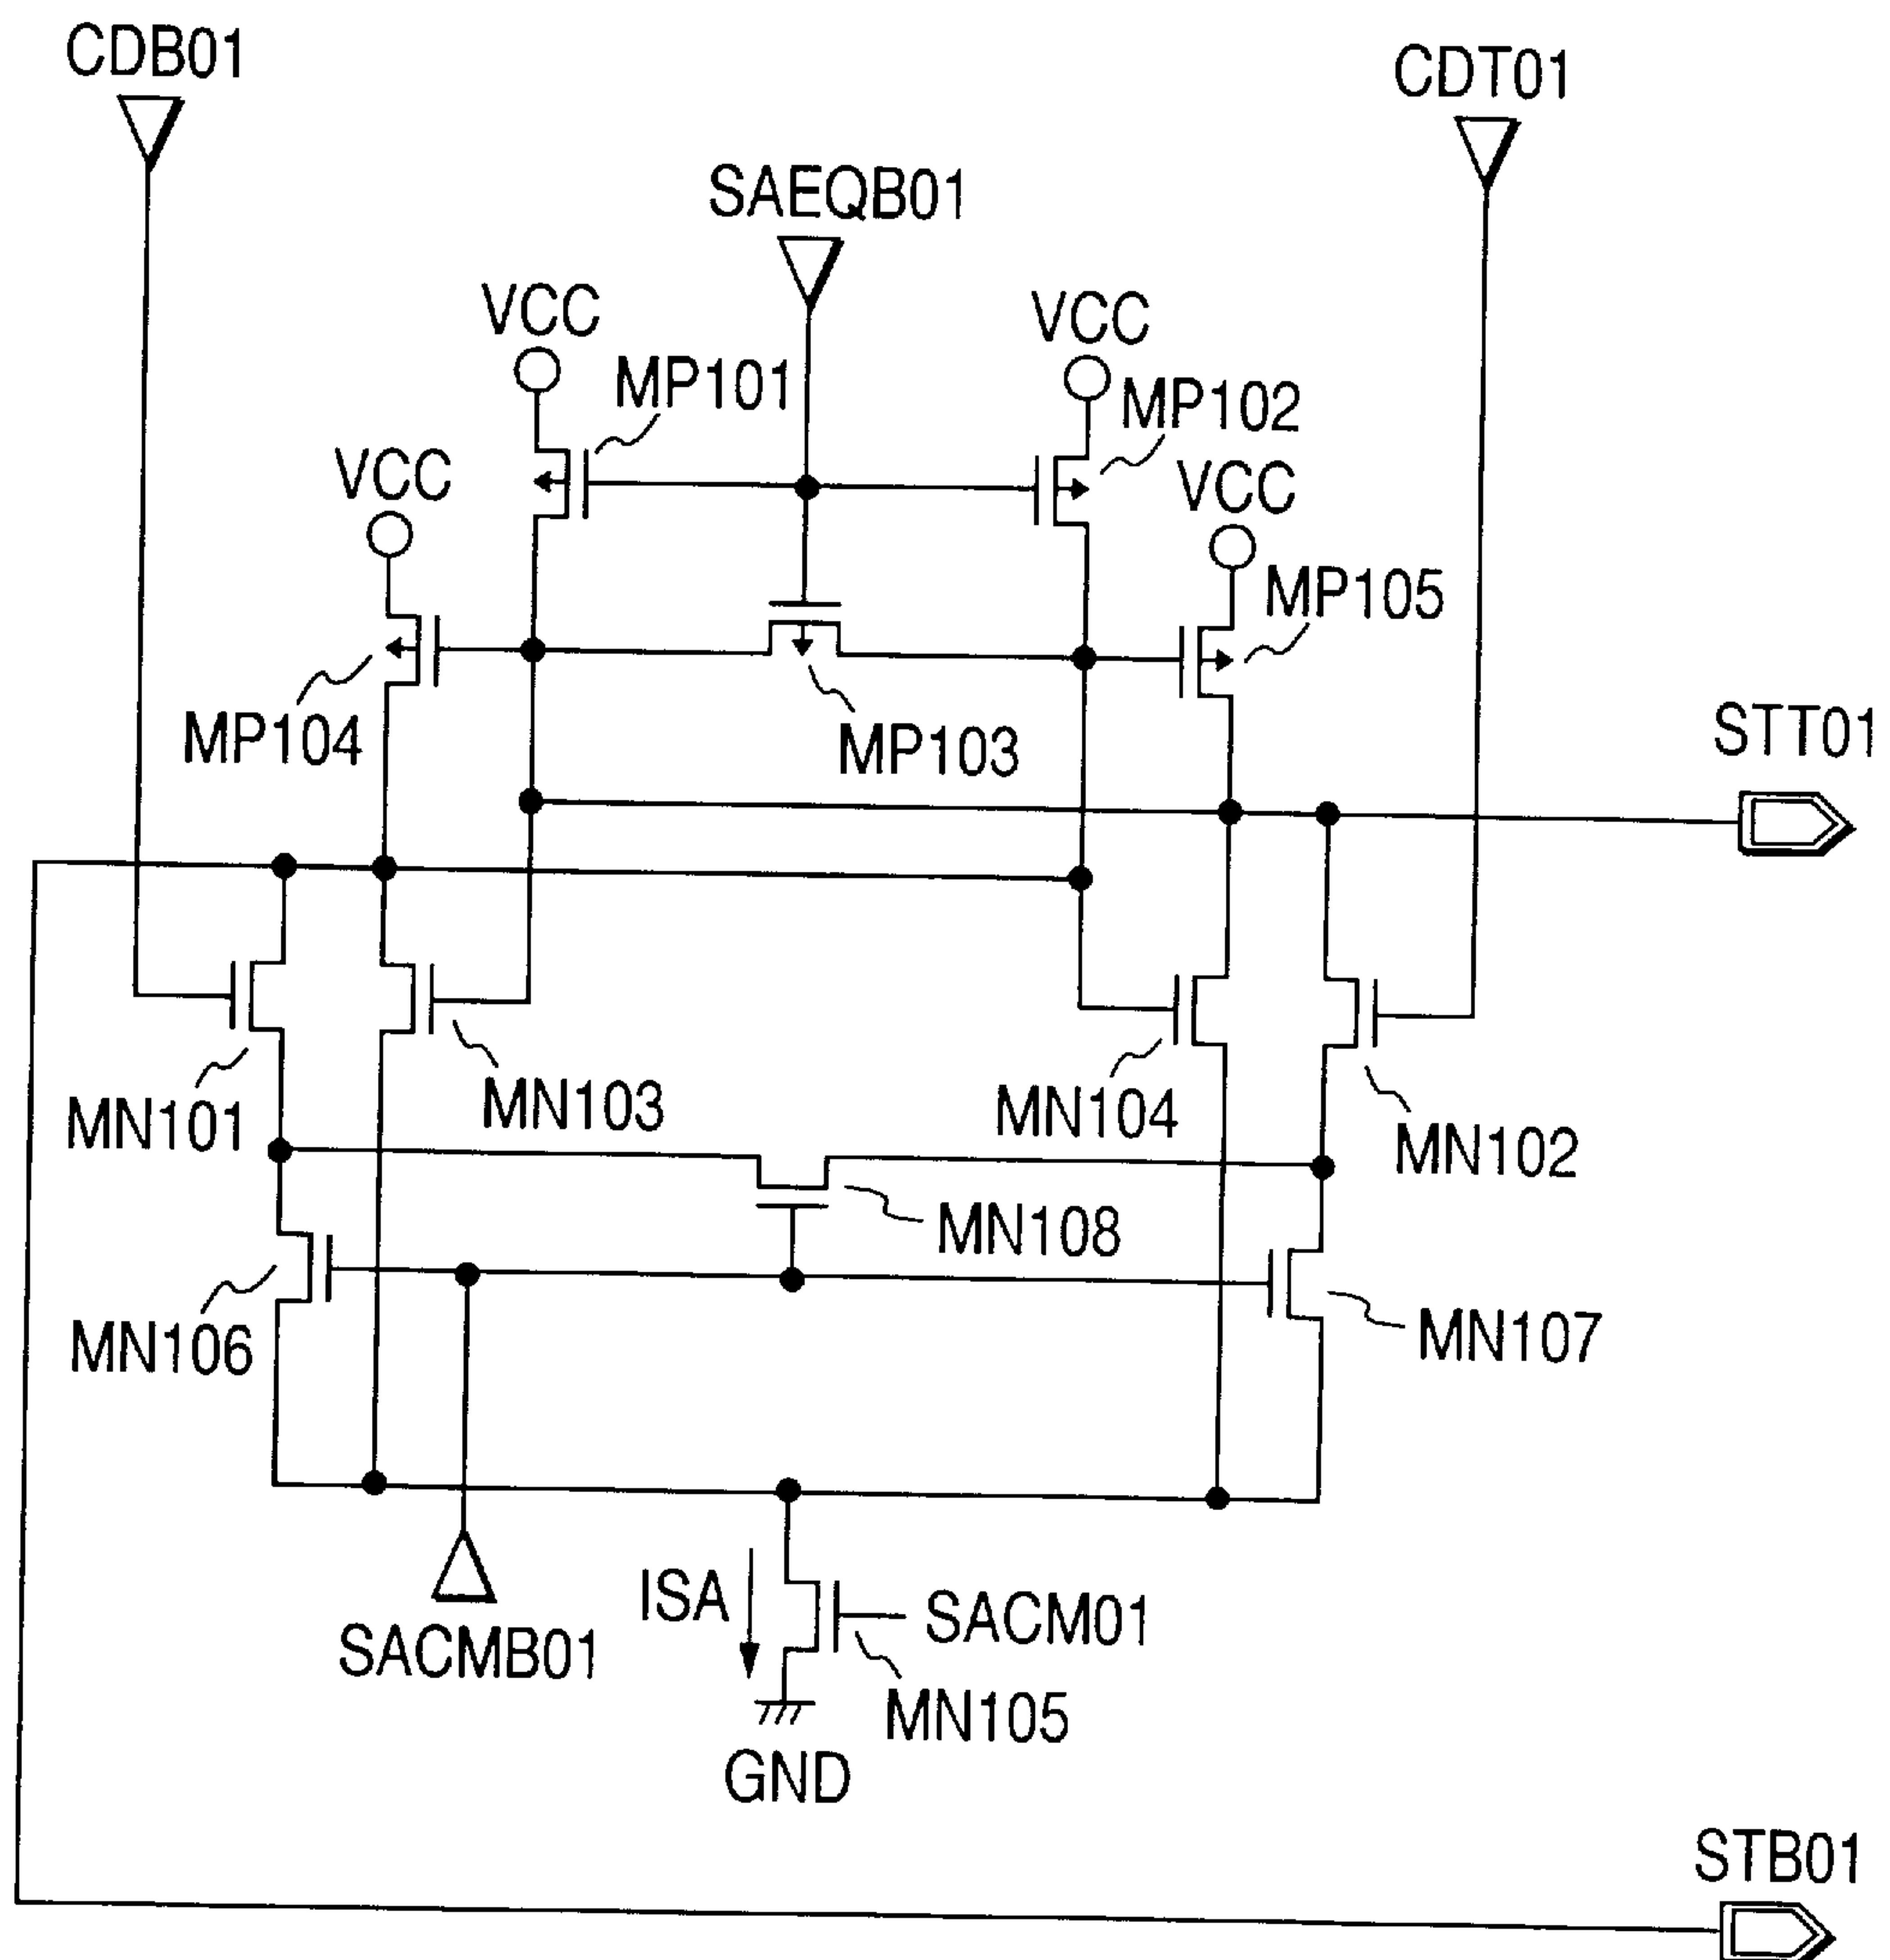 CDB01
CDT01
SAEQB01
VCC
VCC
MP101
MP102
VCC
VCC
MP105
MP104
MP103
STT01
MN101
MN103
MN104
MN102
MN108
MN106
MN107
ISA
SACM01
SACMB01
MN105
GND
STB01